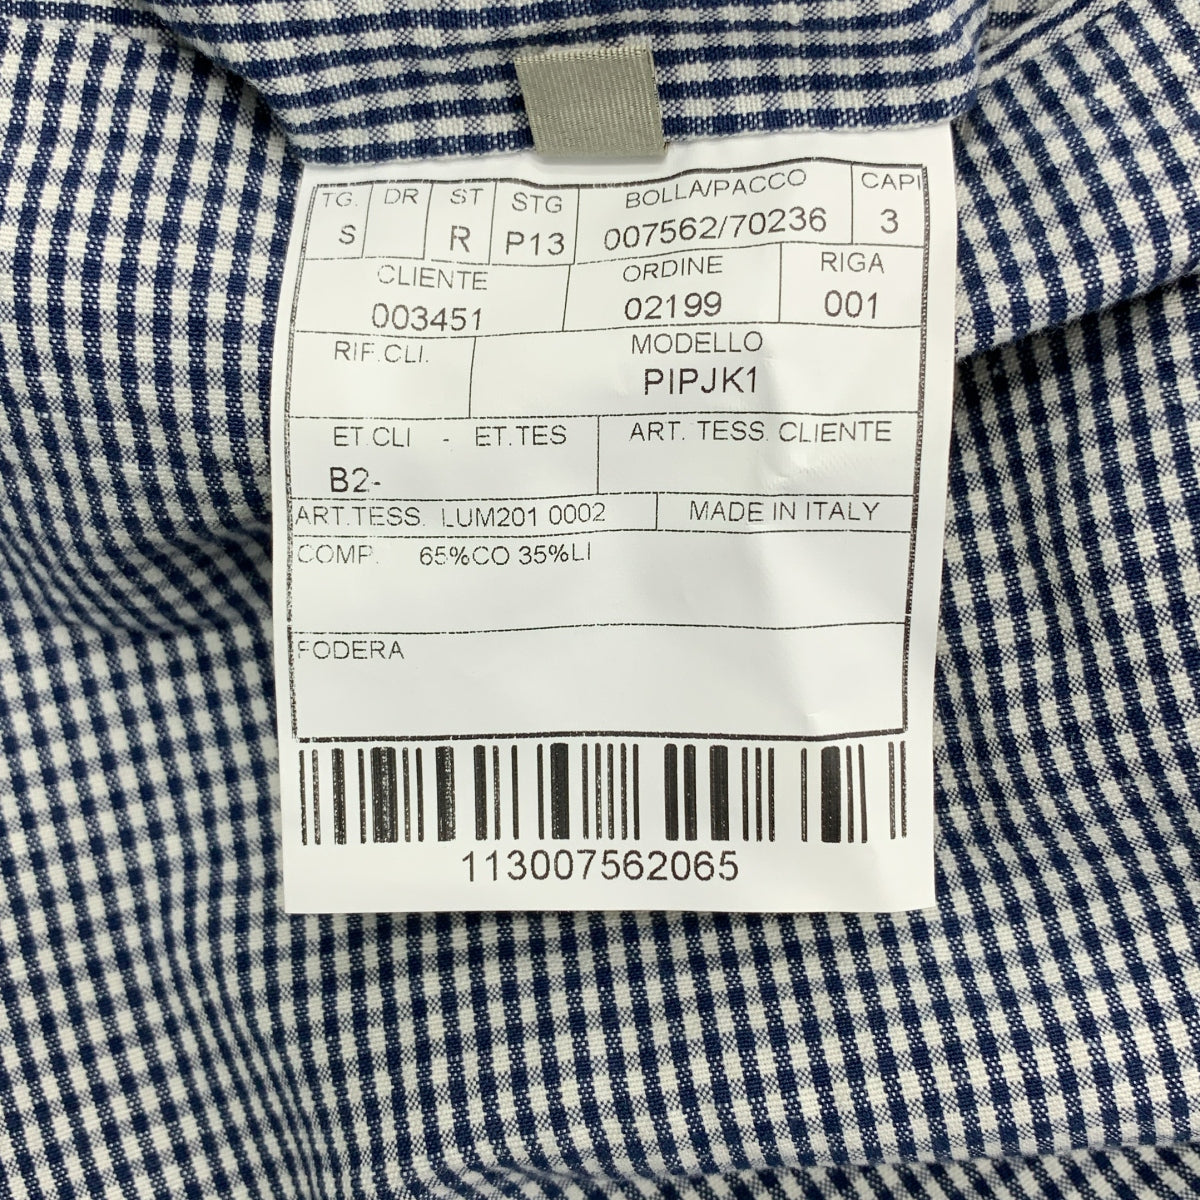 TG. DR ST STG BOLLA/PACCO CAPI
S R P13 007562/70236 3
CLIENTE ORDINE RIGA
003451 02199 001
RIF.CLI. MODELLO
PIPJK1
ET.CLI - ET.TES ART. TESS. CLIENTE
B2-
ART.TESS. LUM201 0002 MADE IN ITALY
COMP. 65%CO 35%LI
FODERA
113007562065